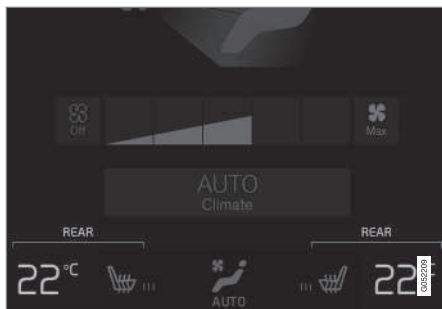 Off
Max
AUTO
Climate
REAR REAR
22°C 22°C
AUTO
G052209